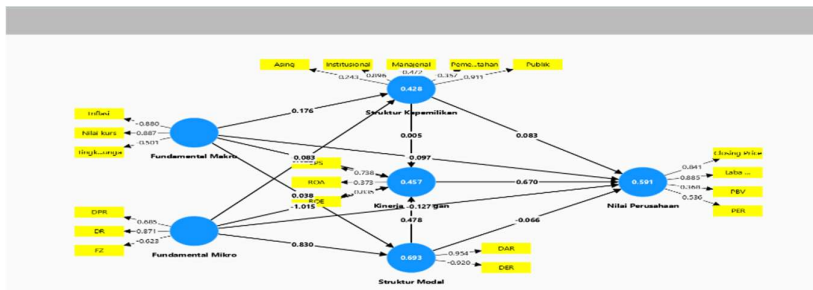 Aping
Institusional
Manajerial
Peme...tahan
Publik
0.243
0.896
0.472
0.357
0.911
0.428
Struktur Kepemilikan
Inflasi
Nilai kurs
Tingk...unga
-0.880
-0.887
-0.501
Fundamental Makro
0.176
0.005
0.083
0.083
0.097
ROA
ROE
0.736
0.373
0.457
Kinerja
0.670
0.038
-1.015
-0.127
0.478
-0.066
0.830
Closing Price
Laba ...
PBV
PER
0.841
0.885
0.368
0.536
0.591
Nilai Perusahaan
DPR
DR
FZ
0.871
-0.623
Fundamental Mikro
0.693
Struktur Modal
0.954
-0.920
DAR
DER